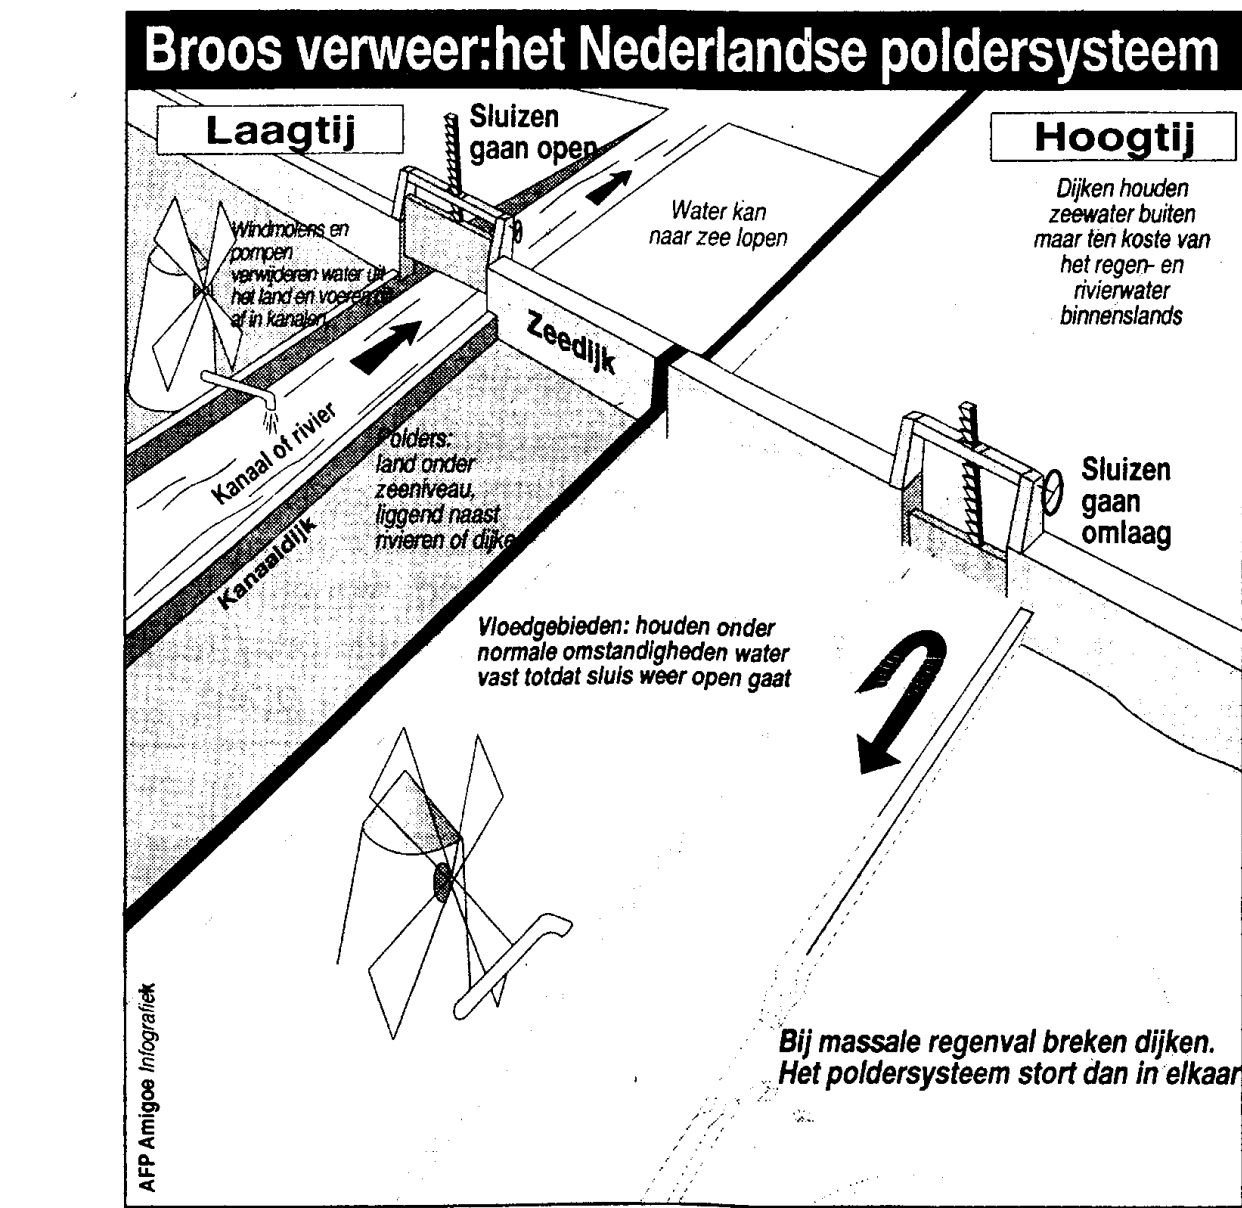 Broos verweer:het Nederlandse poldersysteem
Laagtij
Sluizen
gaan open
Windmolens en
pompen
verwijderen water uit
het land en voeren dit
af in kanalen.
Water kan
naar zee lopen
Hoogtij
Dijken houden
zeewater buiten
maar ten koste van
het regen- en
rivierwater
binnenslands
Zeedijk
Kanaal of rivier
Kanaaldijk
Polders:
land onder
zeeniveau,
liggend naast
rivieren of dijke
Sluizen
gaan
omlaag
Vloedgebieden: houden onder
normale omstandigheden water
vast totdat sluis weer open gaat
Bij massale regenval breken dijken.
Het poldersysteem stort dan in elkaar
AFP Amigoe Infografiek